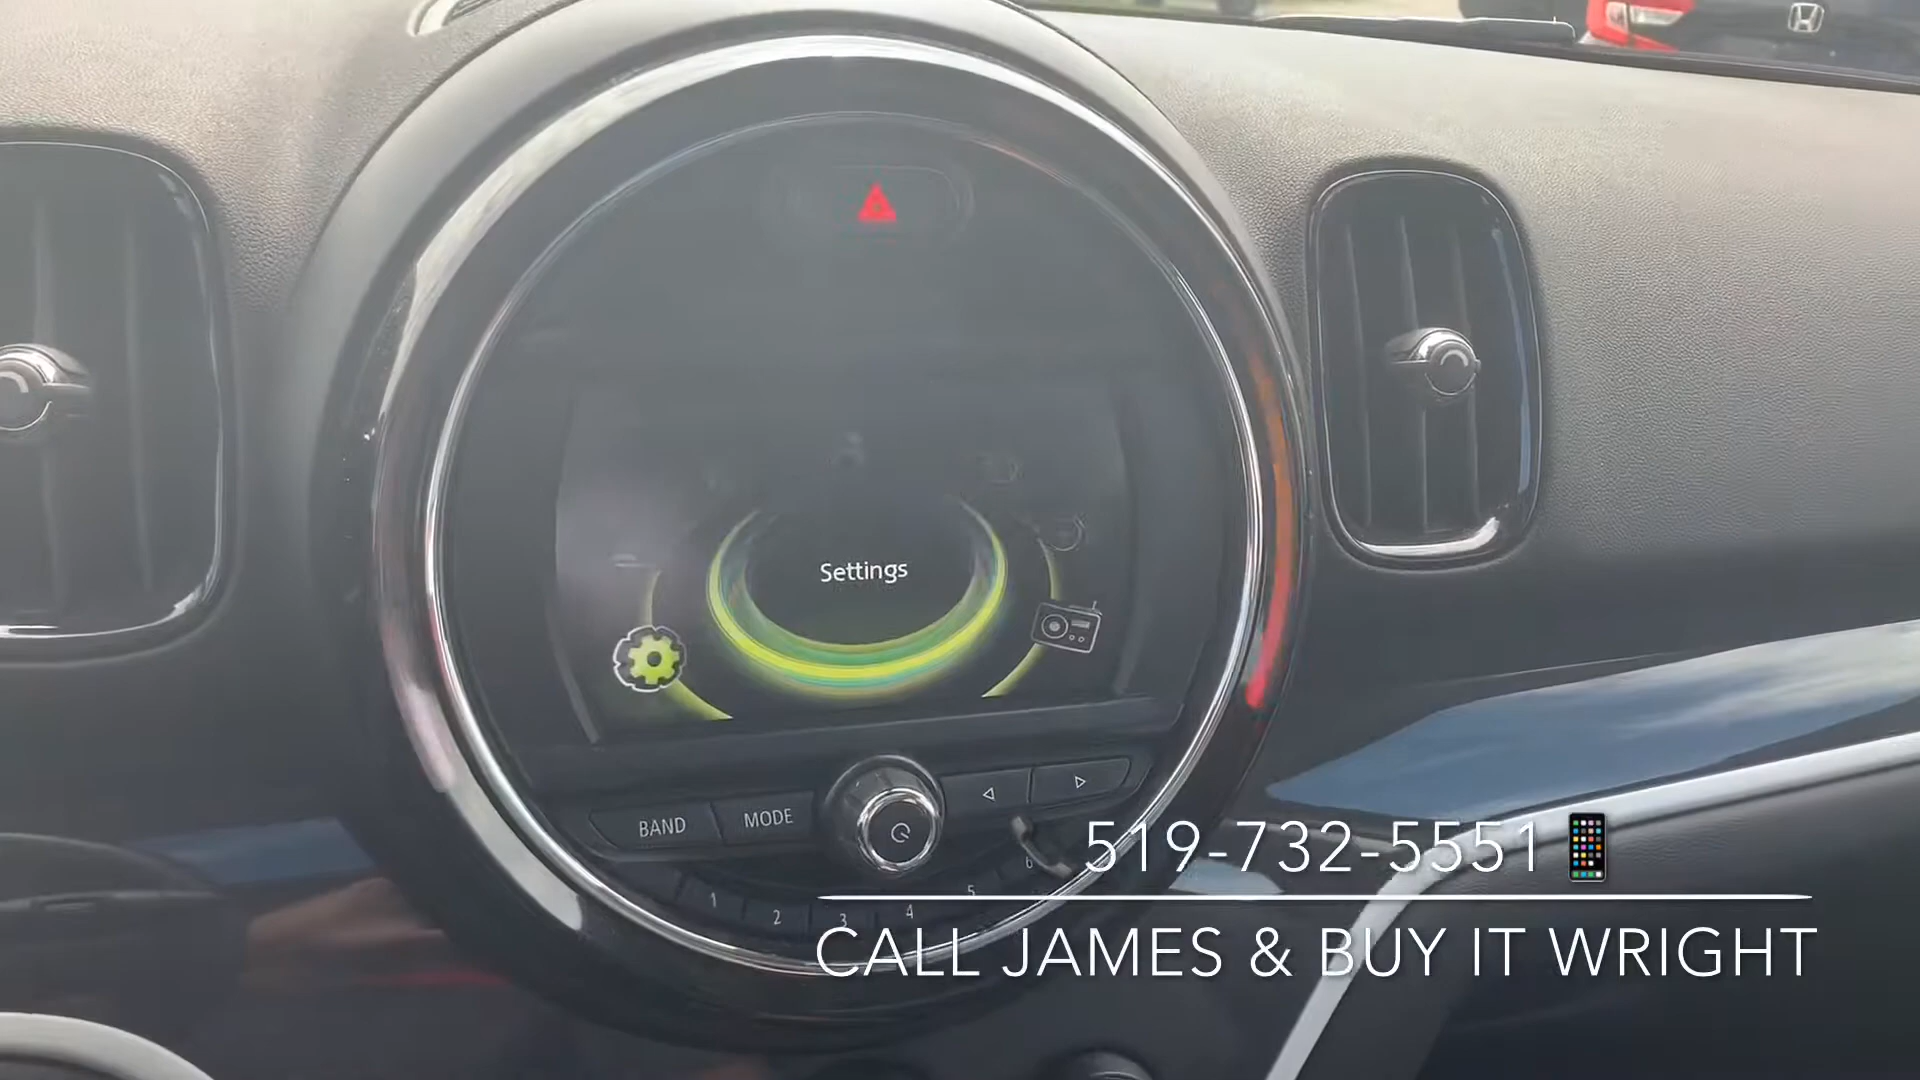 Settings
BAND MODE
1 2 3 4 5 6
519-732-5551📱
CALL JAMES & BUY IT WRIGHT